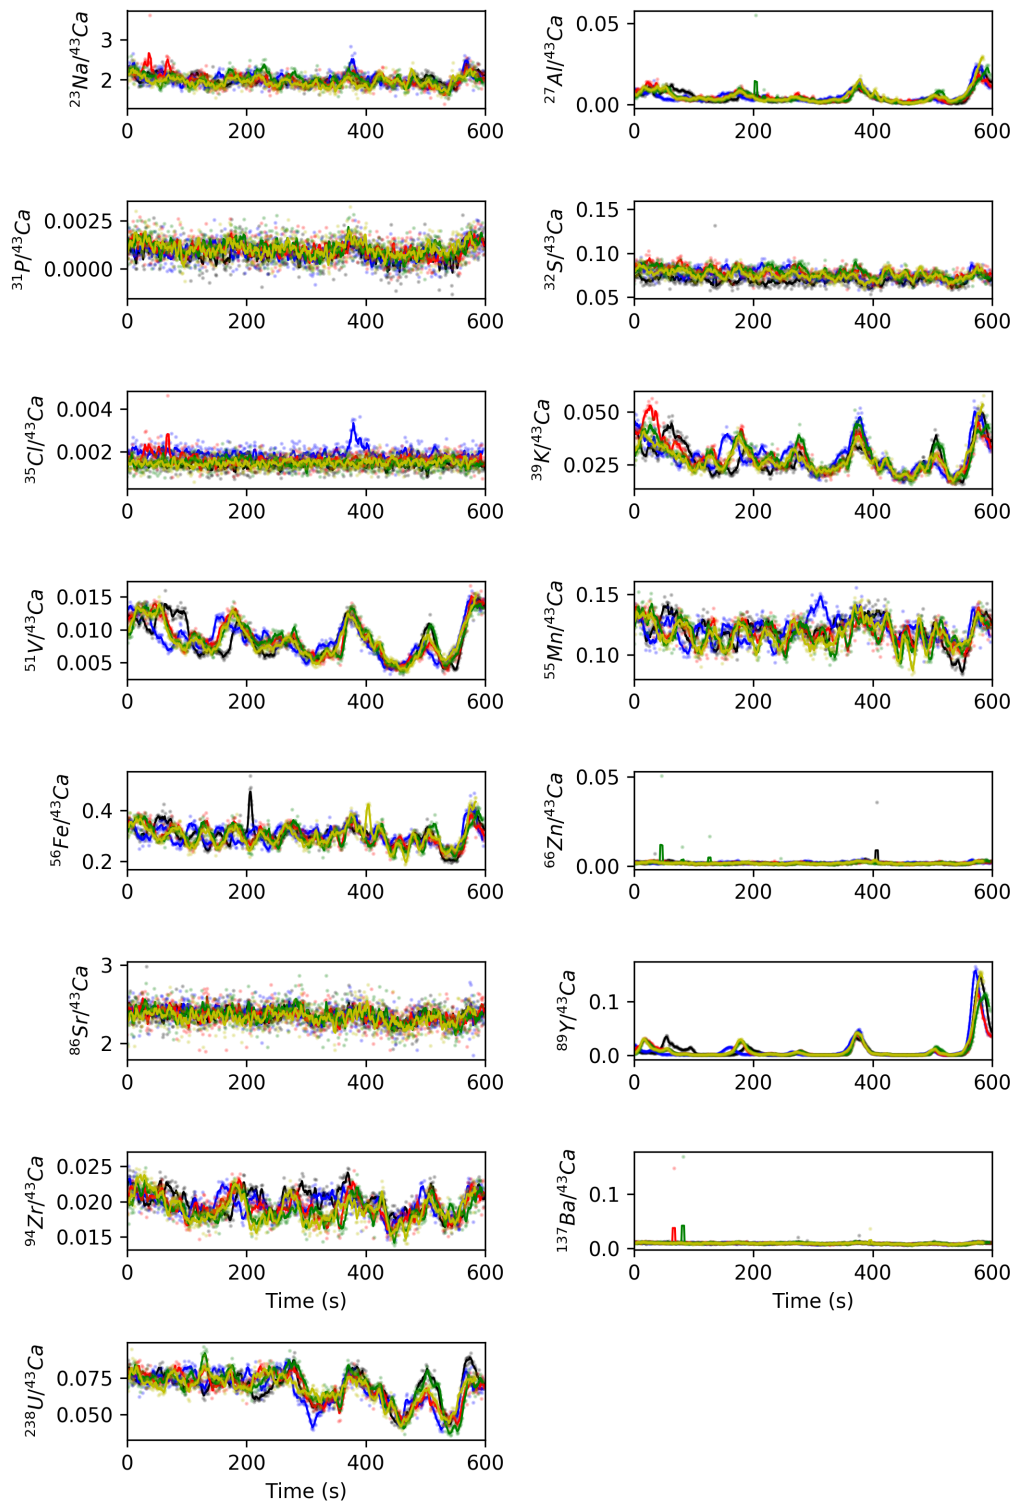 ²³Na/⁴³Ca
3
2
0 200 400 600
²⁷Al/⁴³Ca
0.05
0.00
0 200 400 600
³¹P/⁴³Ca
0.0025
0.0000
0 200 400 600
³²S/⁴³Ca
0.15
0.10
0.05
0 200 400 600
³⁵Cl/⁴³Ca
0.004
0.002
0 200 400 600
³⁹K/⁴³Ca
0.050
0.025
0 200 400 600
⁵¹V/⁴³Ca
0.015
0.010
0.005
0 200 400 600
⁵⁵Mn/⁴³Ca
0.15
0.10
0 200 400 600
⁵⁶Fe/⁴³Ca
0.4
0.2
0 200 400 600
⁶⁶Zn/⁴³Ca
0.05
0.00
0 200 400 600
⁸⁶Sr/⁴³Ca
3
2
0 200 400 600
⁸⁹Y/⁴³Ca
0.1
0.0
0 200 400 600
⁹⁴Zr/⁴³Ca
0.025
0.020
0.015
0 200 400 600
Time (s)
¹³⁷Ba/⁴³Ca
0.1
0.0
0 200 400 600
Time (s)
²³⁸U/⁴³Ca
0.075
0.050
0 200 400 600
Time (s)